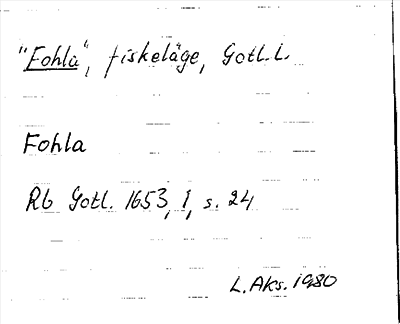 "Fohla", fiskeläge, Gotl.L.
Fohla
Rb Gotl. 1653, 1, s. 24
L.Aks. 1980